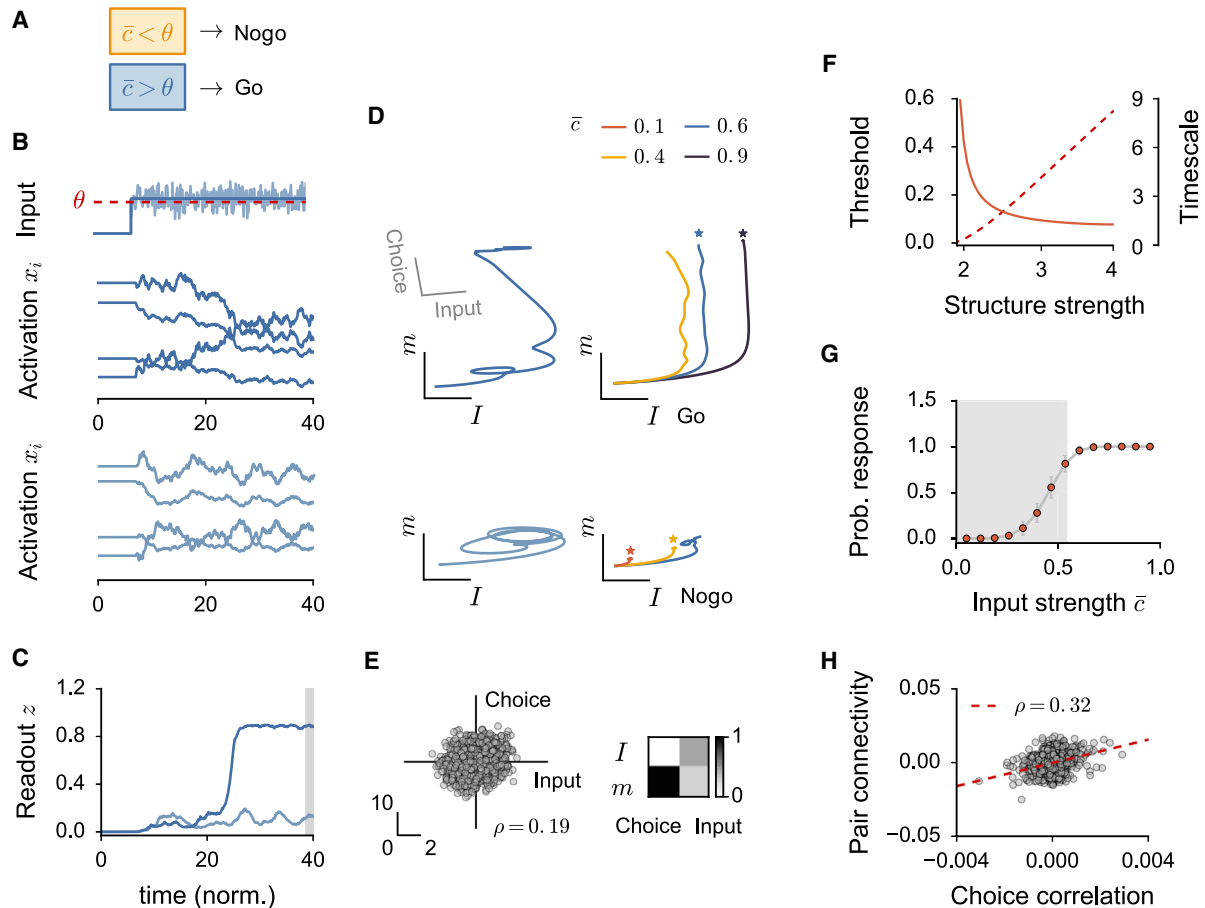 A
c̄ < θ → Nogo
c̄ > θ → Go
B
Input
θ
Activation x_i
0 20 40
Activation x_i
0 20 40
C
Readout z
1.2
0.8
0.4
0.0
0 20 40
time (norm.)
D
c̄ 0.1 0.6
0.4 0.9
Choice
Input
m
I
m
I Go
m
I
m
I Nogo
E
Choice
Input
10
0 2
ρ = 0.19
I
m
Choice Input
1
0
F
Threshold
0.6
0.4
0.2
0.0
9
6
3
0
Timescale
2 3 4
Structure strength
G
Prob. response
1.5
1.0
0.5
0.0
0.0 0.5 1.0
Input strength c̄
H
Pair connectivity
0.05
0.00
−0.05
ρ = 0.32
−0.004 0.000 0.004
Choice correlation